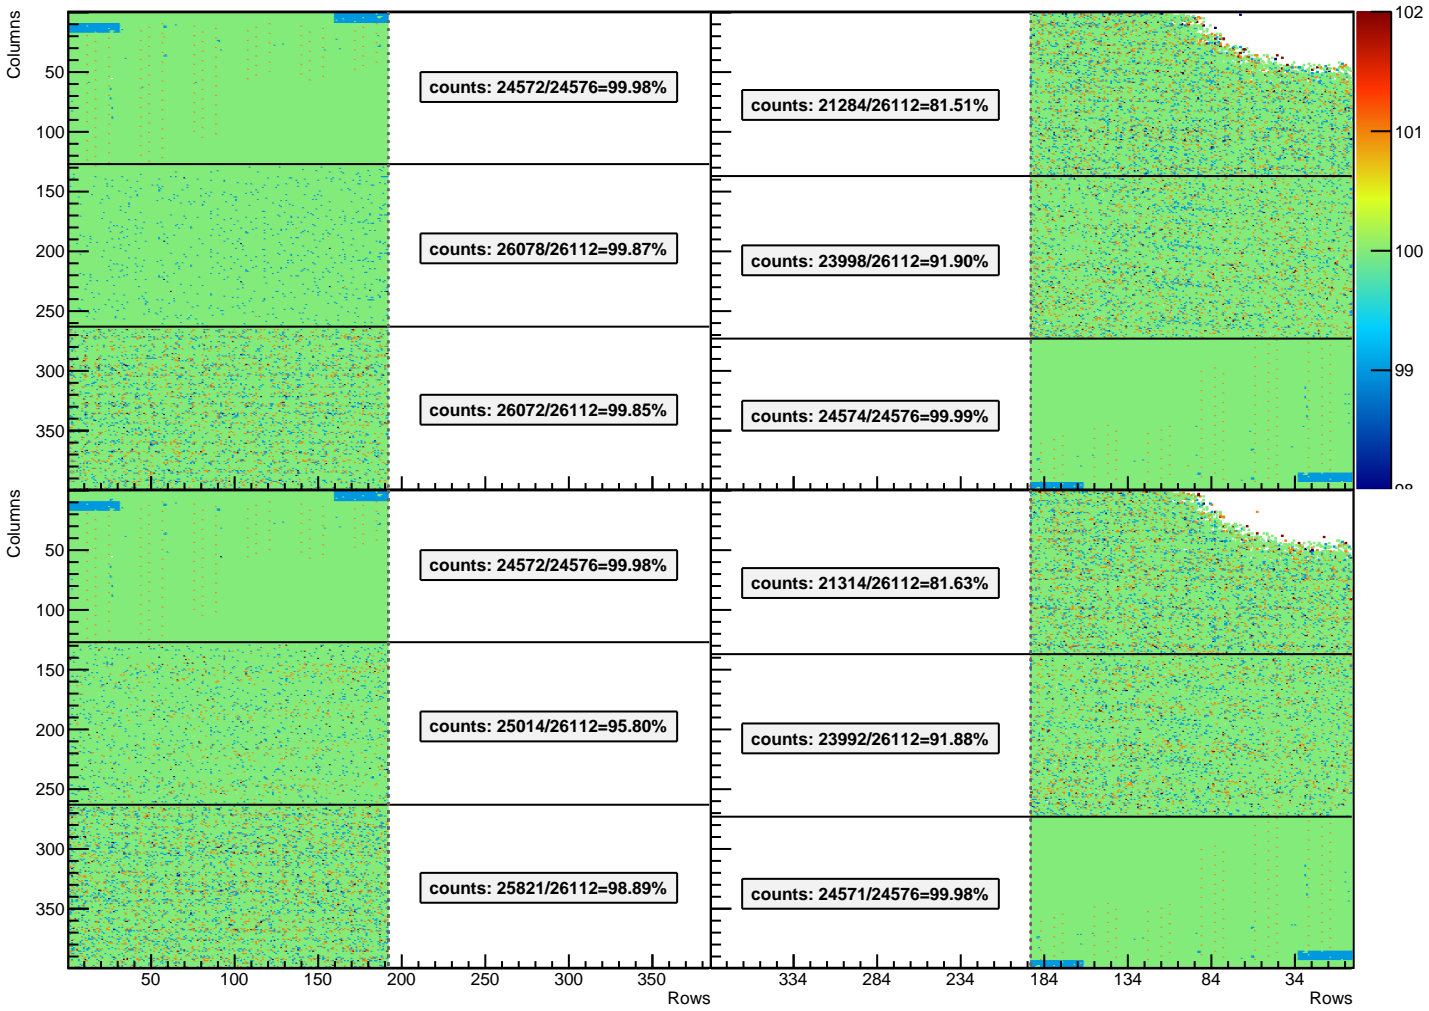 Columns
50
100
150
200
250
300
350
counts: 24572/24576=99.98%
counts: 26078/26112=99.87%
counts: 26072/26112=99.85%
counts: 21284/26112=81.51%
counts: 23998/26112=91.90%
counts: 24574/24576=99.99%
102
101
100
99
Columns
50
100
150
200
250
300
350
counts: 24572/24576=99.98%
counts: 25014/26112=95.80%
counts: 25821/26112=98.89%
counts: 21314/26112=81.63%
counts: 23992/26112=91.88%
counts: 24571/24576=99.98%
50 100 150 200 250 300 350
Rows
334 284 234 184 134 84 34
Rows